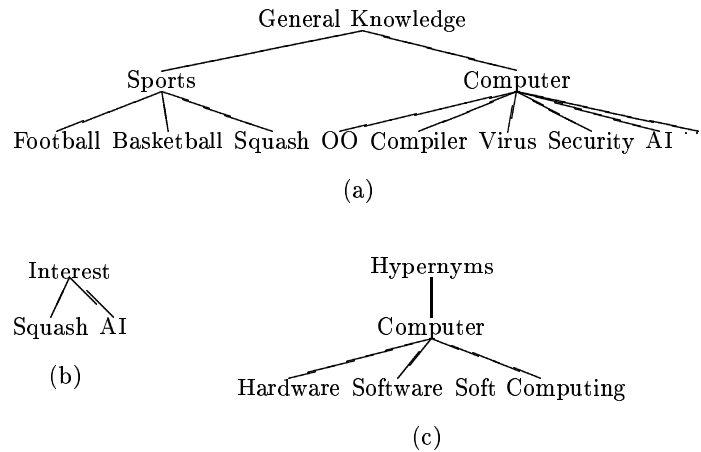 General Knowledge
Sports Computer
Football Basketball Squash OO Compiler Virus Security AI ...
(a)
Interest
Squash AI
(b)
Hypernyms
Computer
Hardware Software Soft Computing
(c)